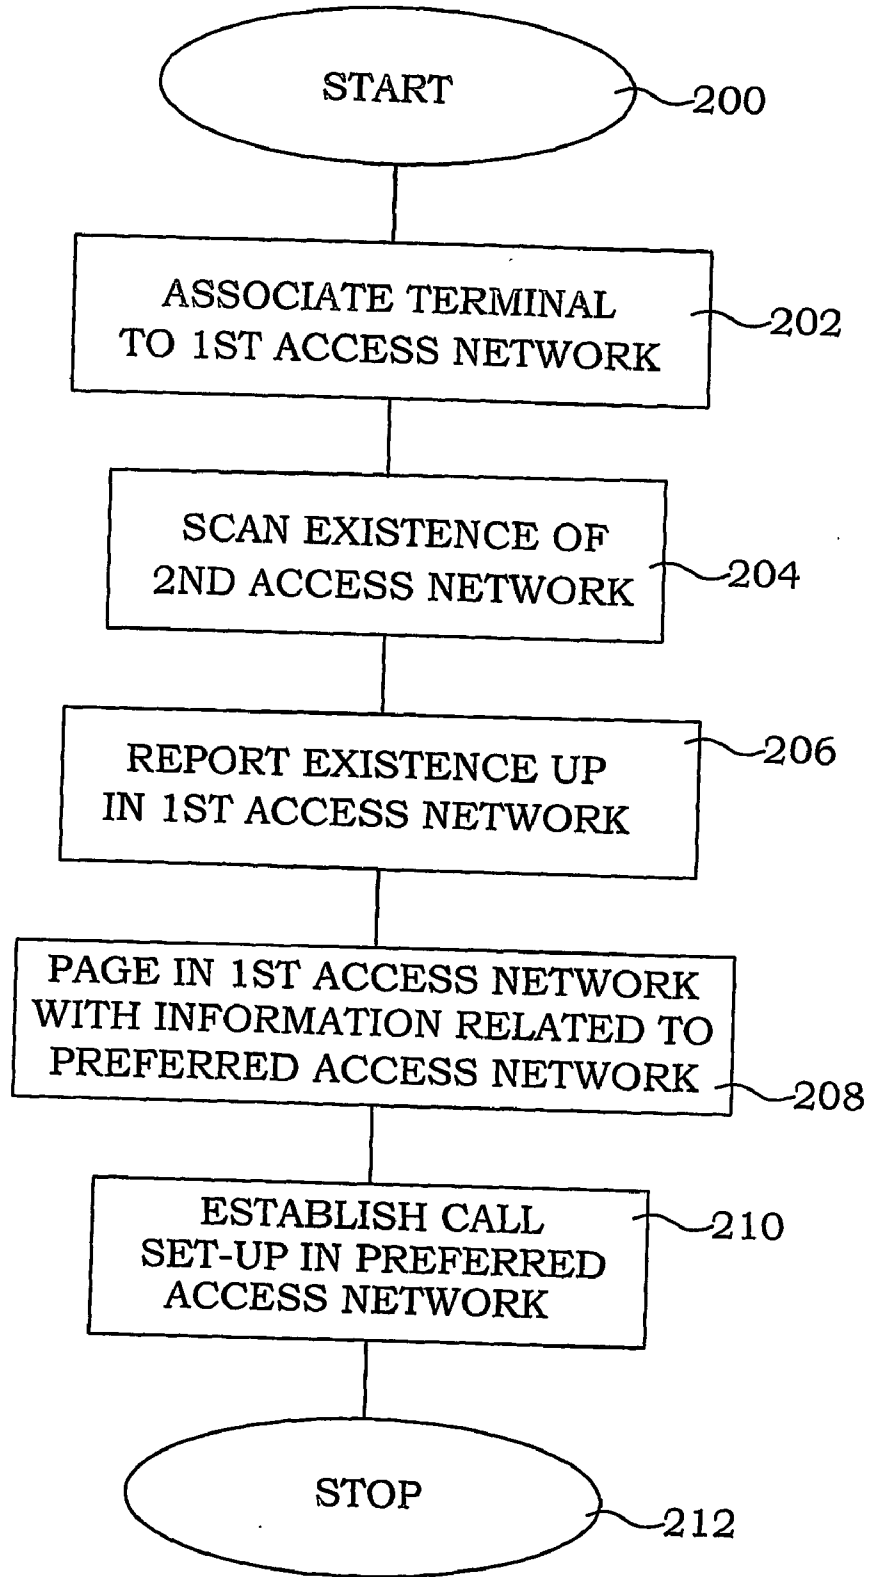 START
200
ASSOCIATE TERMINAL
TO 1ST ACCESS NETWORK
202
SCAN EXISTENCE OF
2ND ACCESS NETWORK
204
REPORT EXISTENCE UP
IN 1ST ACCESS NETWORK
206
PAGE IN 1ST ACCESS NETWORK
WITH INFORMATION RELATED TO
PREFERRED ACCESS NETWORK
208
ESTABLISH CALL
SET-UP IN PREFERRED
ACCESS NETWORK
210
STOP
212